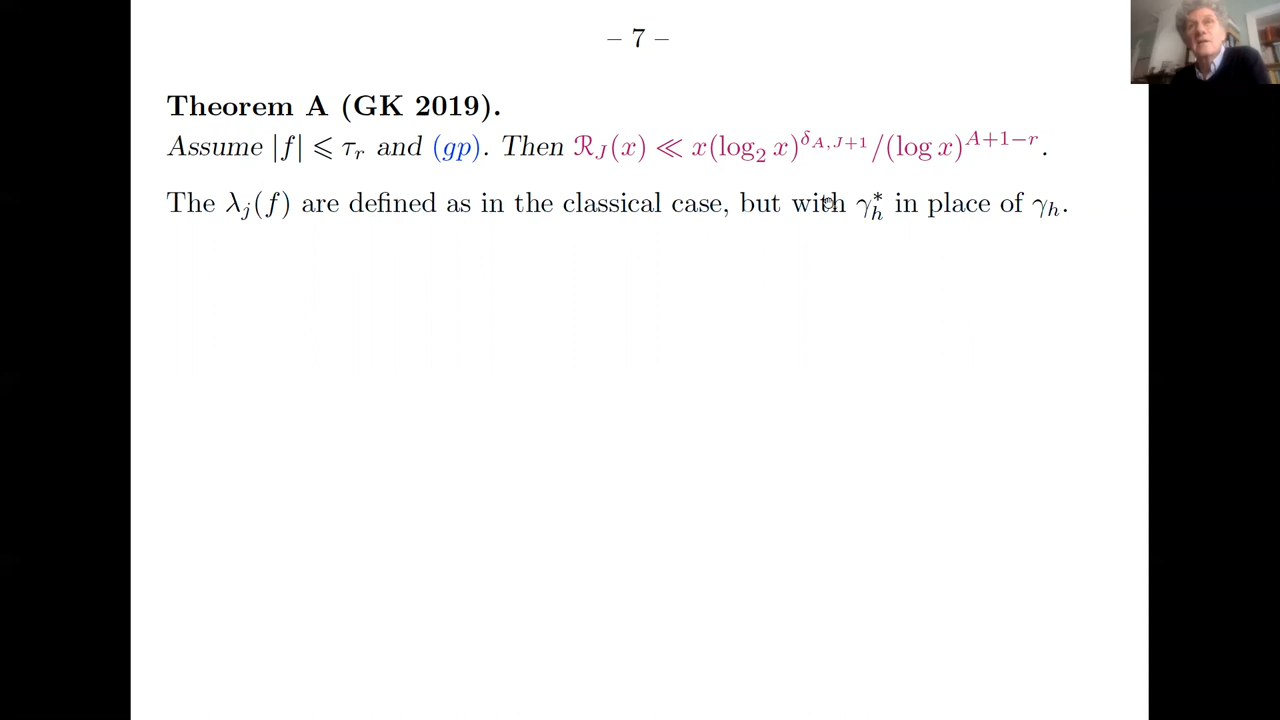 – 7 –
Theorem A (GK 2019).
Assume |f| ⩽ τ_r and (gp). Then ℛ_J(x) ≪ x(log_2 x)^{δ_{A,J+1}}/(log x)^{A+1−r}.
The λ_j(f) are defined as in the classical case, but with γ_h^* in place of γ_h.